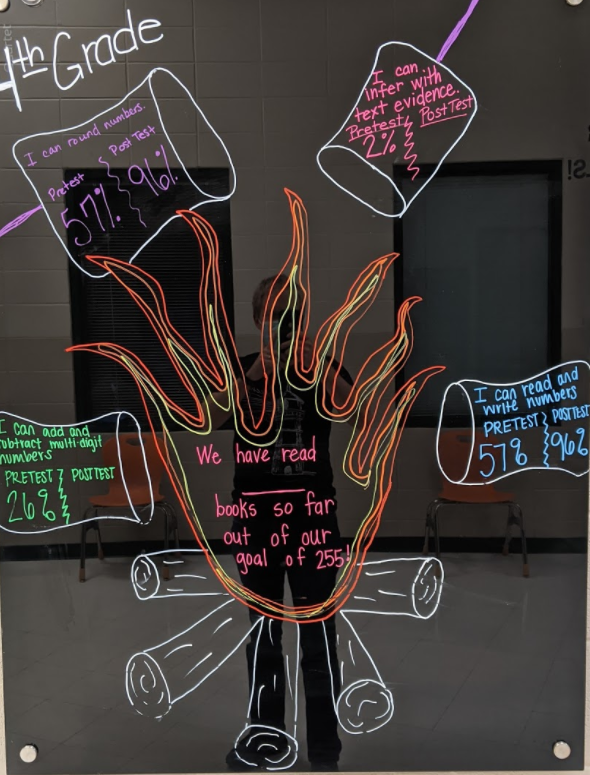 4th Grade
I can round numbers.
Pretest Post Test
57% 96%
I can
infer with
text evidence.
Pretest Post Test
2%
I can add and
subtract multi-digit
numbers
PRETEST POSTTEST
26%
I can read and
write numbers
PRETEST POSTTEST
57% 96%
We have read
books so far
out of our
goal of 255!